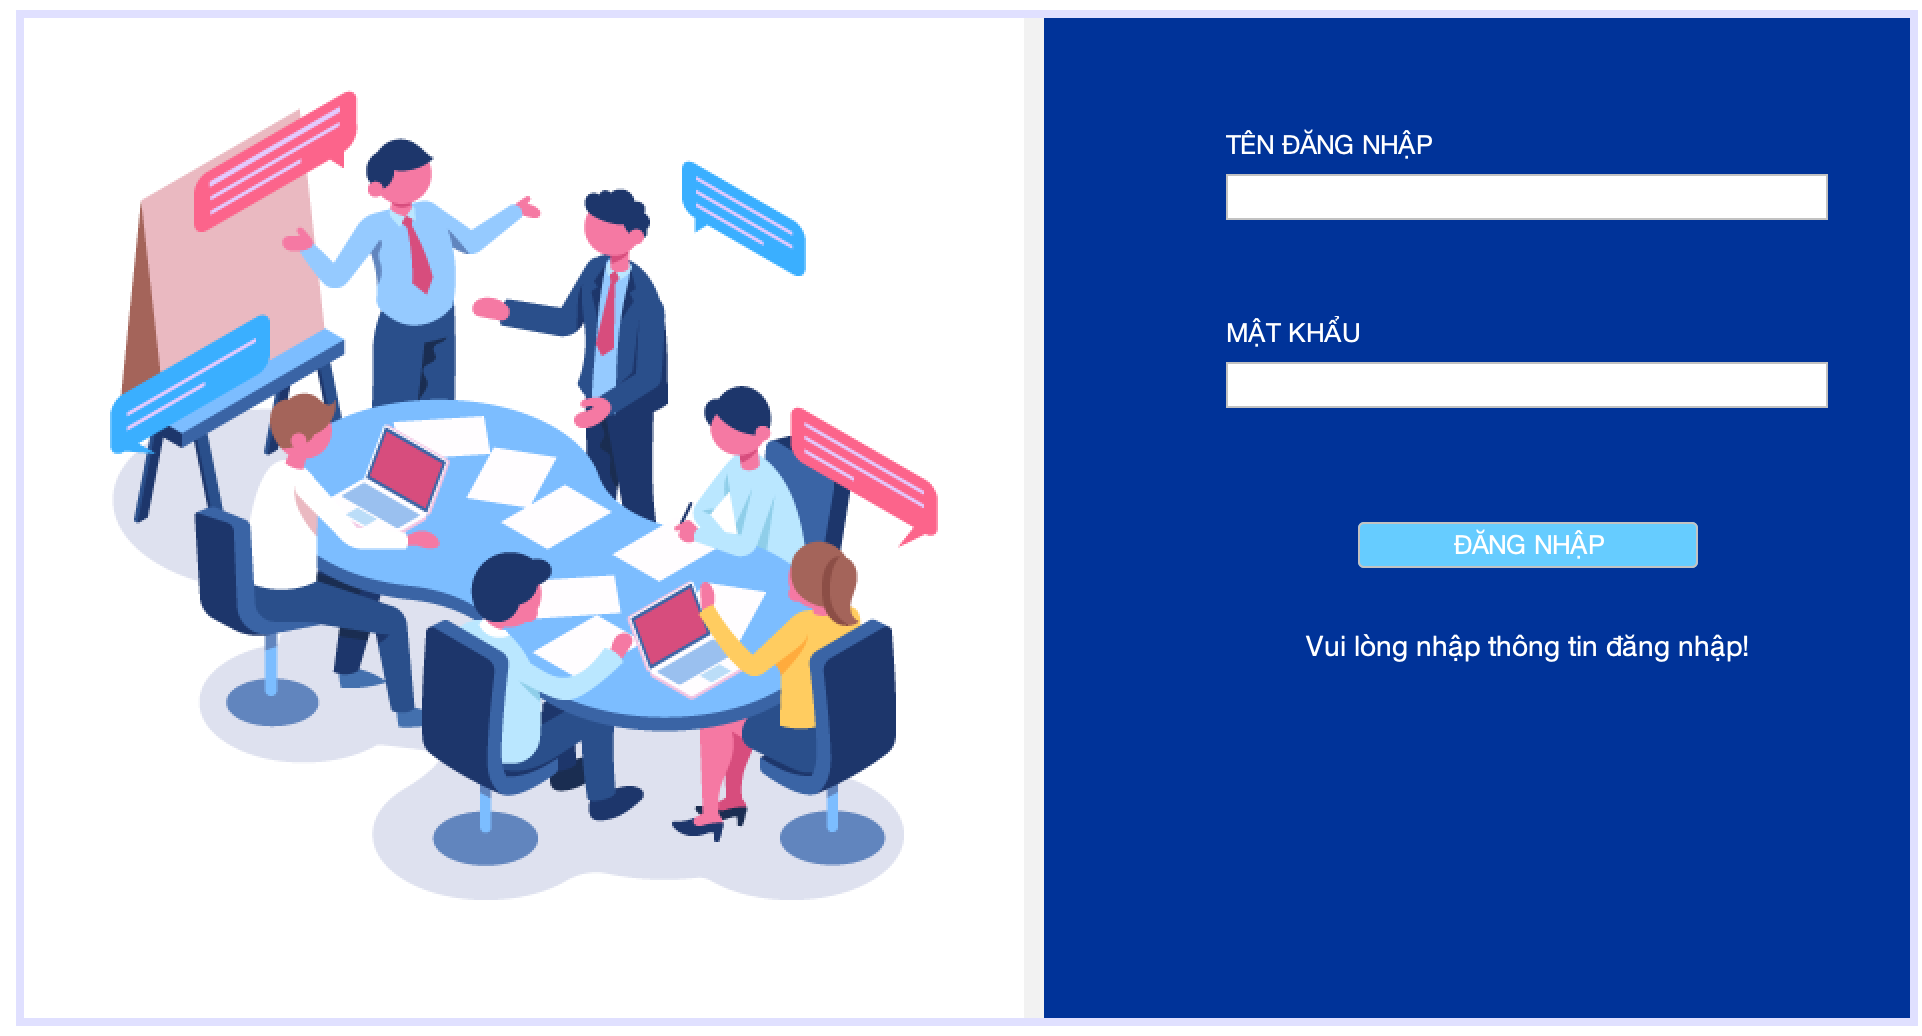 TÊN ĐĂNG NHẬP
MẬT KHẨU
ĐĂNG NHẬP
Vui lòng nhập thông tin đăng nhập!